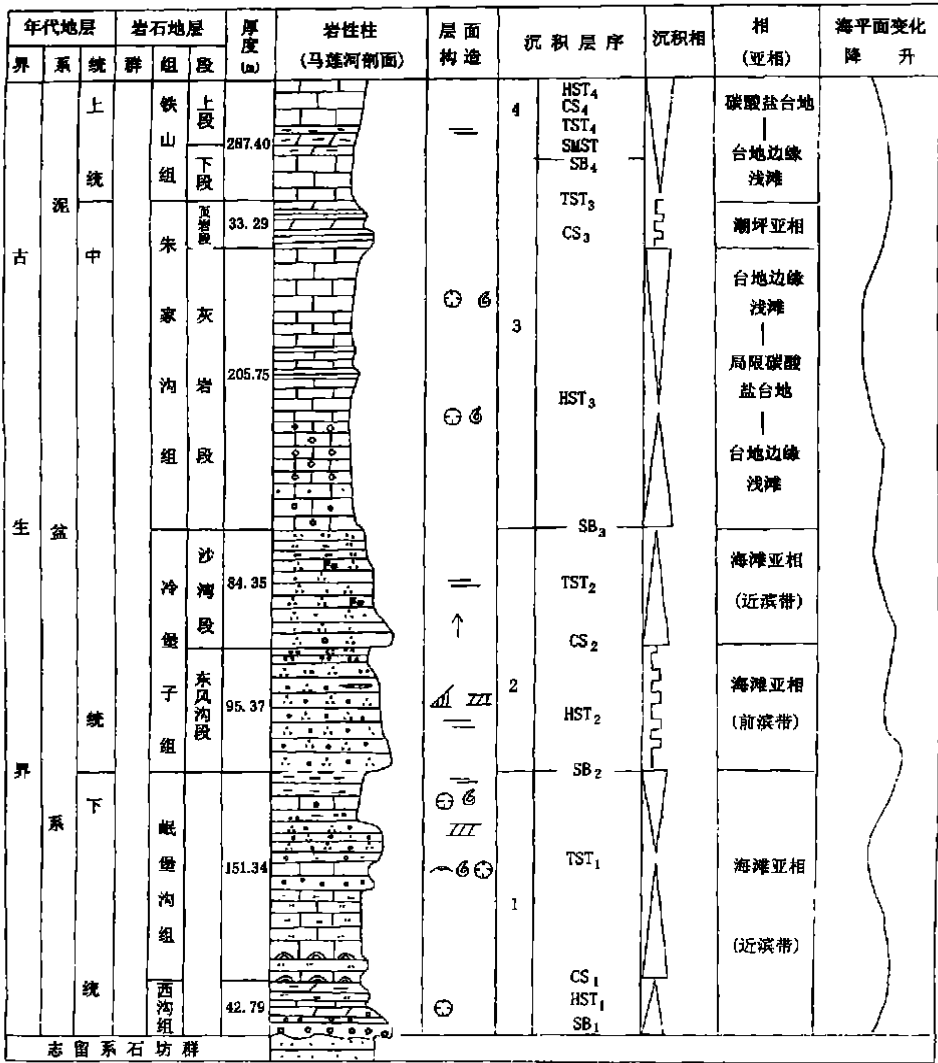 年代地层 岩石地层 厚度(m) 岩性柱(马莲河剖面) 层面构造 沉积层序 沉积相 相(亚相) 海平面变化 降 升
界 系 统 群 组 段
古生界
泥盆系
上统
中统
下统
铁山组 上段 287.40
下段
朱家沟组 页岩段 33.29
灰岩段 205.75
冷堡子组 沙湾段 84.35
东风沟段 95.37
岷堡沟组 151.34
西沟组 42.79
志留系石坊群
4
HST4
CS4
TST4
SMST
SB4
3
TST3
CS3
HST3
SB3
2
TST2
CS2
HST2
SB2
1
TST1
CS1
HST1
SB1
碳酸盐台地
台地边缘
浅滩
潮坪亚相
台地边缘
浅滩
局限碳酸
盐台地
台地边缘
浅滩
海滩亚相
(近滨带)
海滩亚相
(前滨带)
海滩亚相
(近滨带)